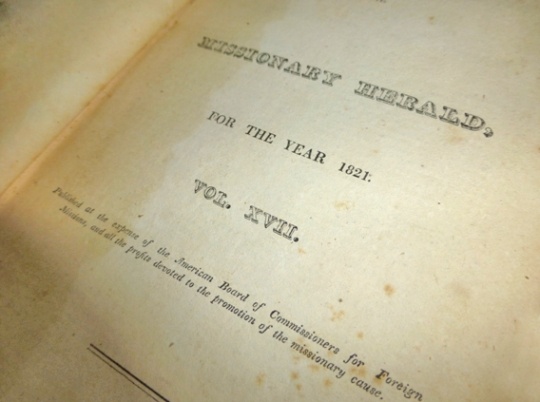 MISSIONARY HERALD,
FOR THE YEAR 1821.
VOL. XVII.
Published at the expense of the American Board of Commissioners for Foreign
Missions, and all the profits devoted to the promotion of the missionary cause.